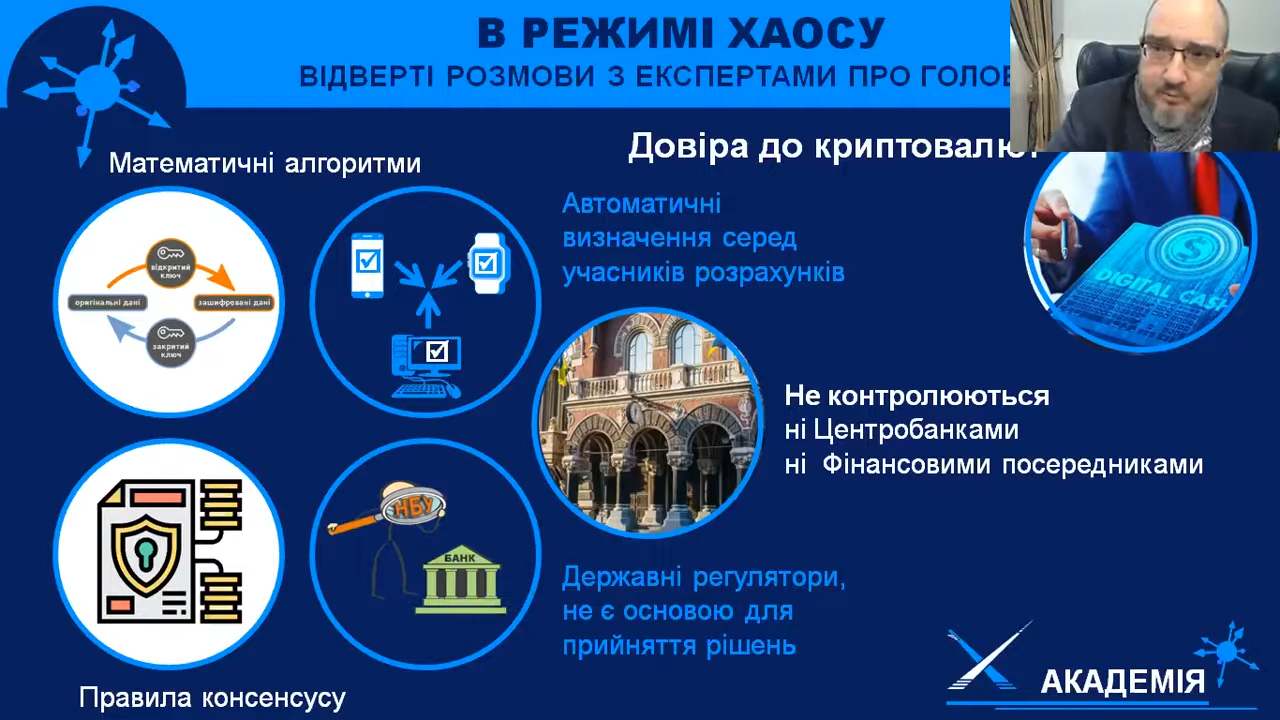 В РЕЖИМІ ХАОСУ
ВІДВЕРТІ РОЗМОВИ З ЕКСПЕРТАМИ ПРО
Довіра до
Математичні алгоритми
відкритий
ключ
оригінальні дані
зашифровані дані
закритий
ключ
Автоматичні
визначення серед
учасників розрахунків
DIGITAL CASH
Не контролюються
ні Центробанками
ні Фінансовими посередниками
НБУ
БАНК
Державні регулятори,
не є основою для
прийняття рішень
Правила консенсусу
АКАДЕМІЯ